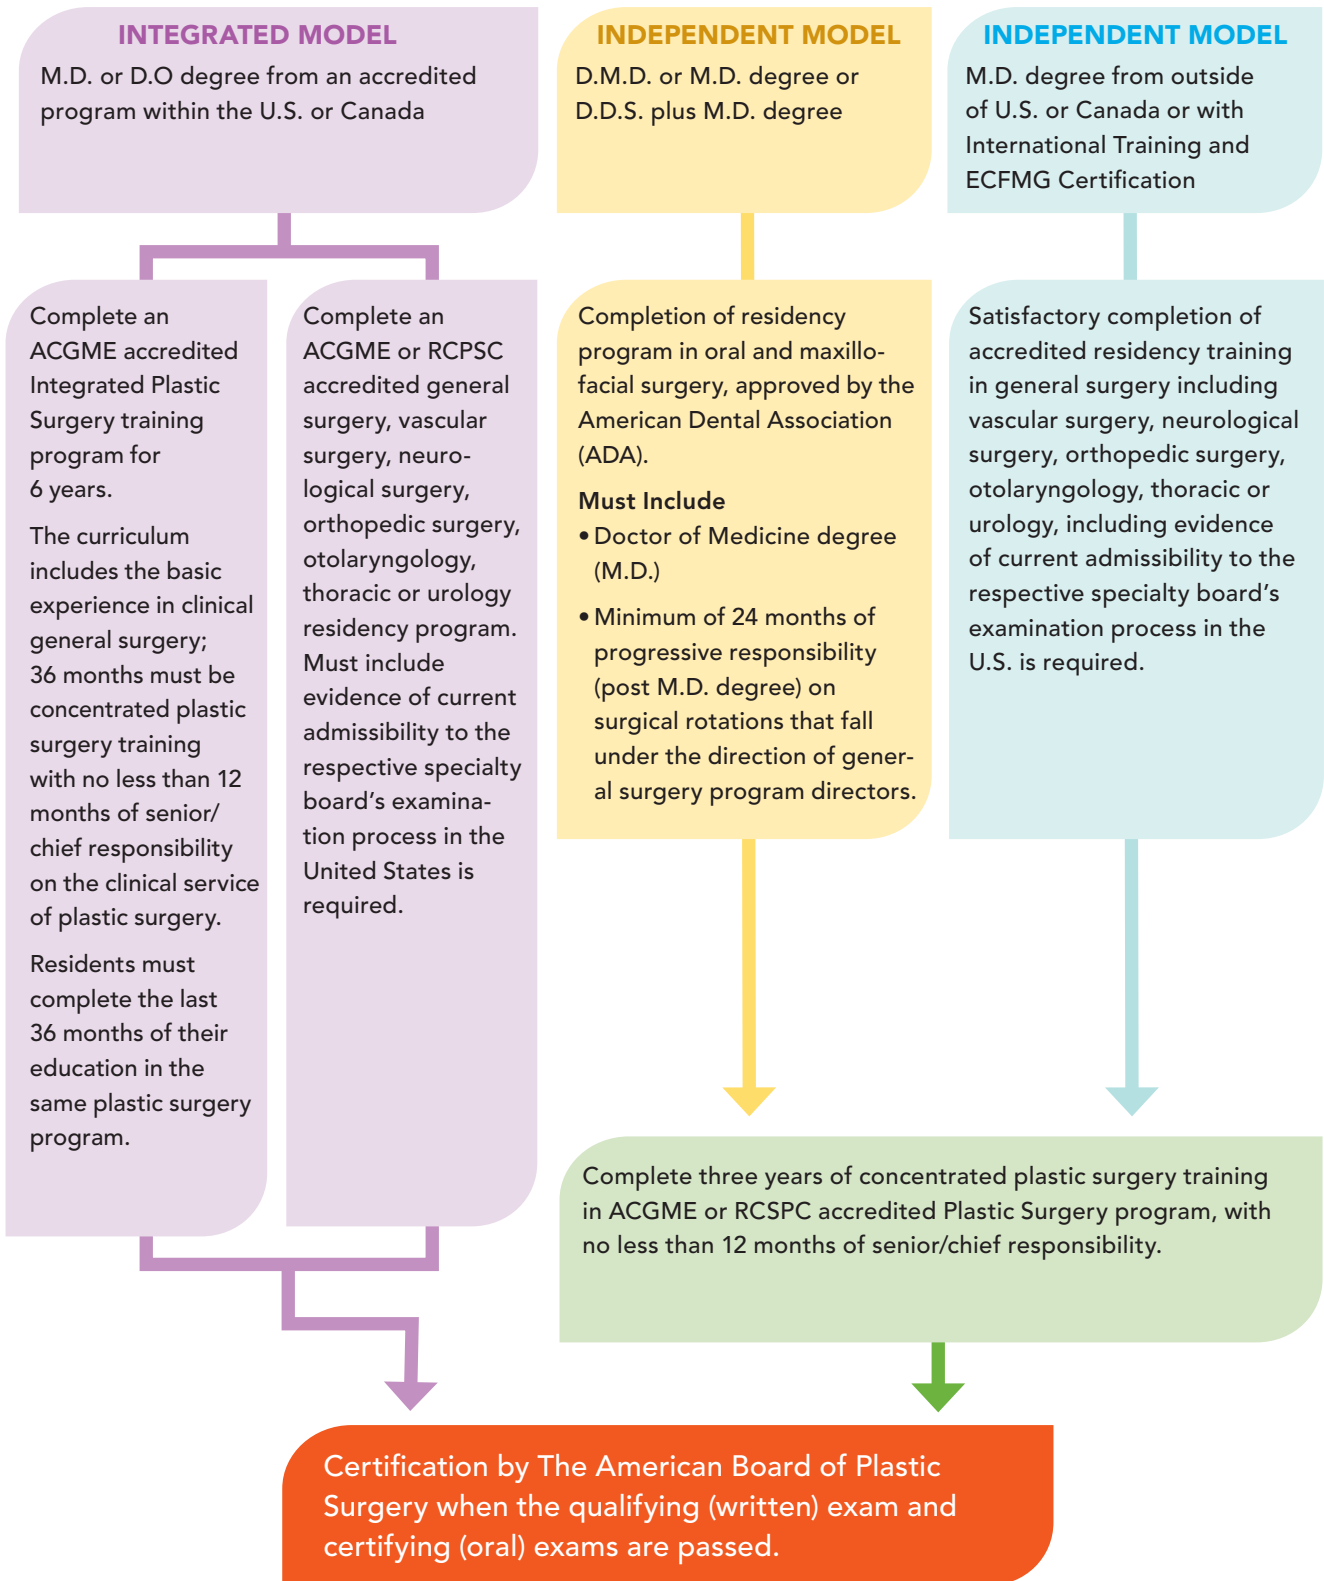 INTEGRATED MODEL
M.D. or D.O degree from an accredited
program within the U.S. or Canada
INDEPENDENT MODEL
D.M.D. or M.D. degree or
D.D.S. plus M.D. degree
INDEPENDENT MODEL
M.D. degree from outside
of U.S. or Canada or with
International Training and
ECFMG Certification
Complete an
ACGME accredited
Integrated Plastic
Surgery training
program for
6 years.
The curriculum
includes the basic
experience in clinical
general surgery;
36 months must be
concentrated plastic
surgery training
with no less than 12
months of senior/
chief responsibility
on the clinical service
of plastic surgery.
Residents must
complete the last
36 months of their
education in the
same plastic surgery
program.
Complete an
ACGME or RCPSC
accredited general
surgery, vascular
surgery, neuro-
logical surgery,
orthopedic surgery,
otolaryngology,
thoracic or urology
residency program.
Must include
evidence of current
admissibility to the
respective specialty
board's examina-
tion process in the
United States is
required.
Completion of residency
program in oral and maxillo-
facial surgery, approved by the
American Dental Association
(ADA).
Must Include
• Doctor of Medicine degree
(M.D.)
• Minimum of 24 months of
progressive responsibility
(post M.D. degree) on
surgical rotations that fall
under the direction of gener-
al surgery program directors.
Satisfactory completion of
accredited residency training
in general surgery including
vascular surgery, neurological
surgery, orthopedic surgery,
otolaryngology, thoracic or
urology, including evidence
of current admissibility to the
respective specialty board's
examination process in the
U.S. is required.
Complete three years of concentrated plastic surgery training
in ACGME or RCSPC accredited Plastic Surgery program, with
no less than 12 months of senior/chief responsibility.
Certification by The American Board of Plastic
Surgery when the qualifying (written) exam and
certifying (oral) exams are passed.